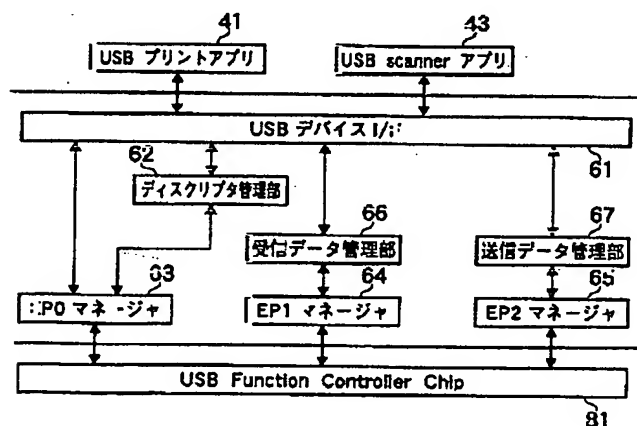 41
43
USB プリントアプリ
USB scanner アプリ
USB デバイス I/F
61
62
ディスクリプタ管理部
66
受信データ管理部
67
送信データ管理部
63
EP0 マネージャ
64
EP1 マネージャ
65
EP2 マネージャ
USB Function Controller Chip
81